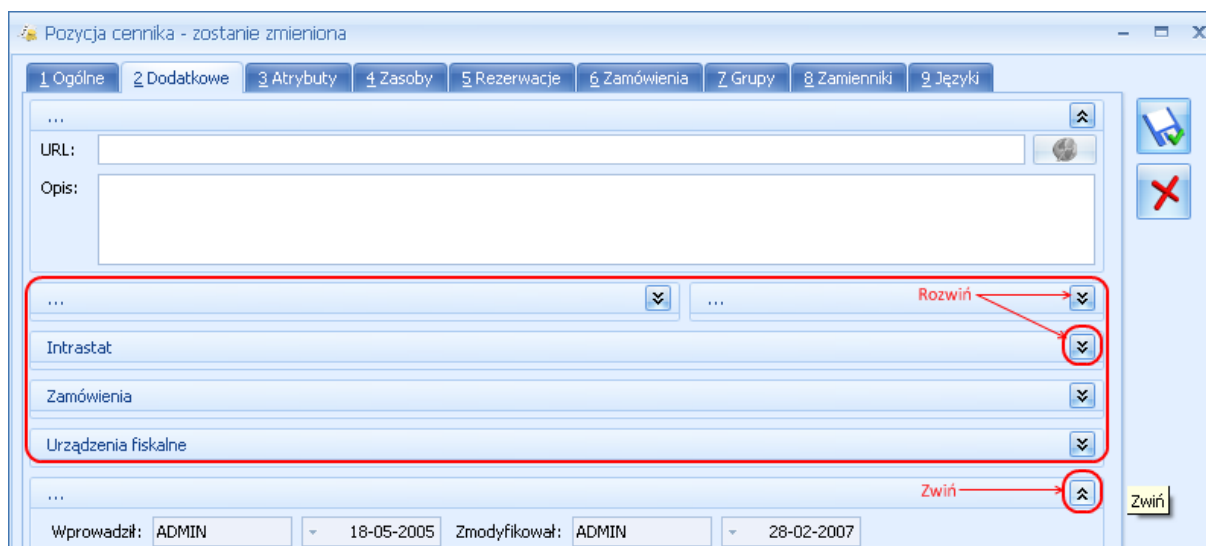 Pozycja cennika - zostanie zmieniona
1 Ogólne 2 Dodatkowe 3 Atrybuty 4 Zasoby 5 Rezerwacje 6 Zamówienia 7 Grupy 8 Zamienniki 9 Języki
...
URL:
Opis:
... ... Rozwiń
Intrastat
Zamówienia
Urządzenia fiskalne
... Zwiń
Zwiń
Wprowadził: ADMIN 18-05-2005 Zmodyfikował: ADMIN 28-02-2007